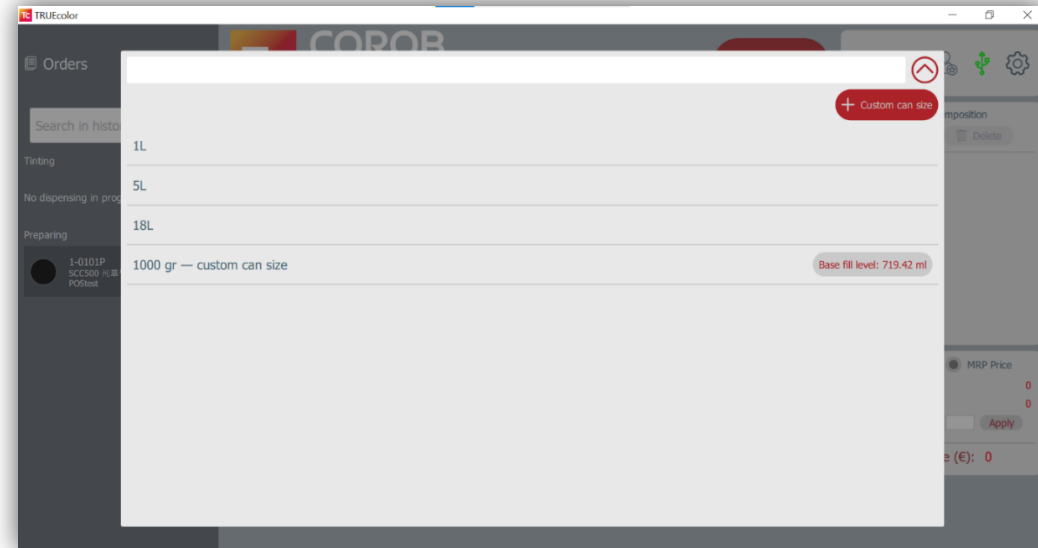 Tc TRUEcolor
COROB
Orders
+ Custom can size
mposition
Search in histo
Delete
1L
Tinting
5L
No dispensing in prog
18L
Preparing
1-0101P
SCC500
POStest
1000 gr — custom can size
Base fill level: 719.42 ml
MRP Price
0
0
Apply
e (€): 0